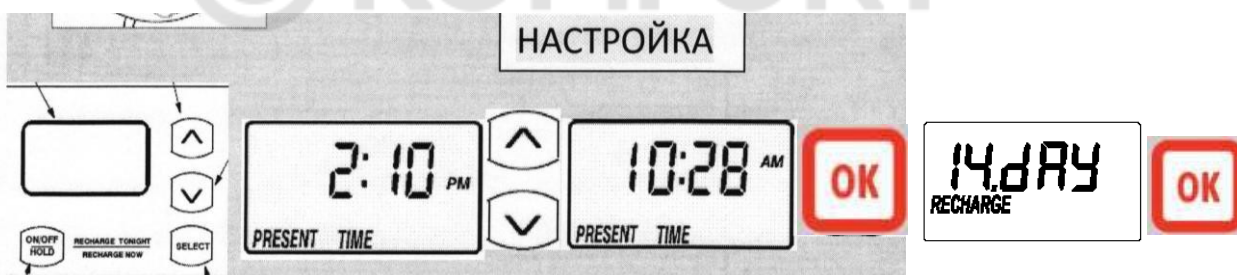 НАСТРОЙКА
2:10 PM
PRESENT TIME
10:28 AM
PRESENT TIME
OK
14.dAY
RECHARGE
OK
ON/OFF
HOLD
RECHARGE TONIGHT
RECHARGE NOW
SELECT